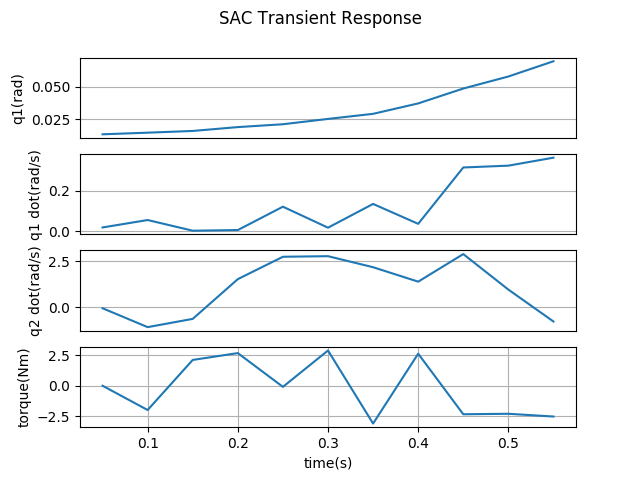 SAC Transient Response
q1(rad)
0.050
0.025
q1 dot(rad/s)
0.2
0.0
q2 dot(rad/s)
2.5
0.0
torque(Nm)
2.5
0.0
−2.5
0.1 0.2 0.3 0.4 0.5
time(s)